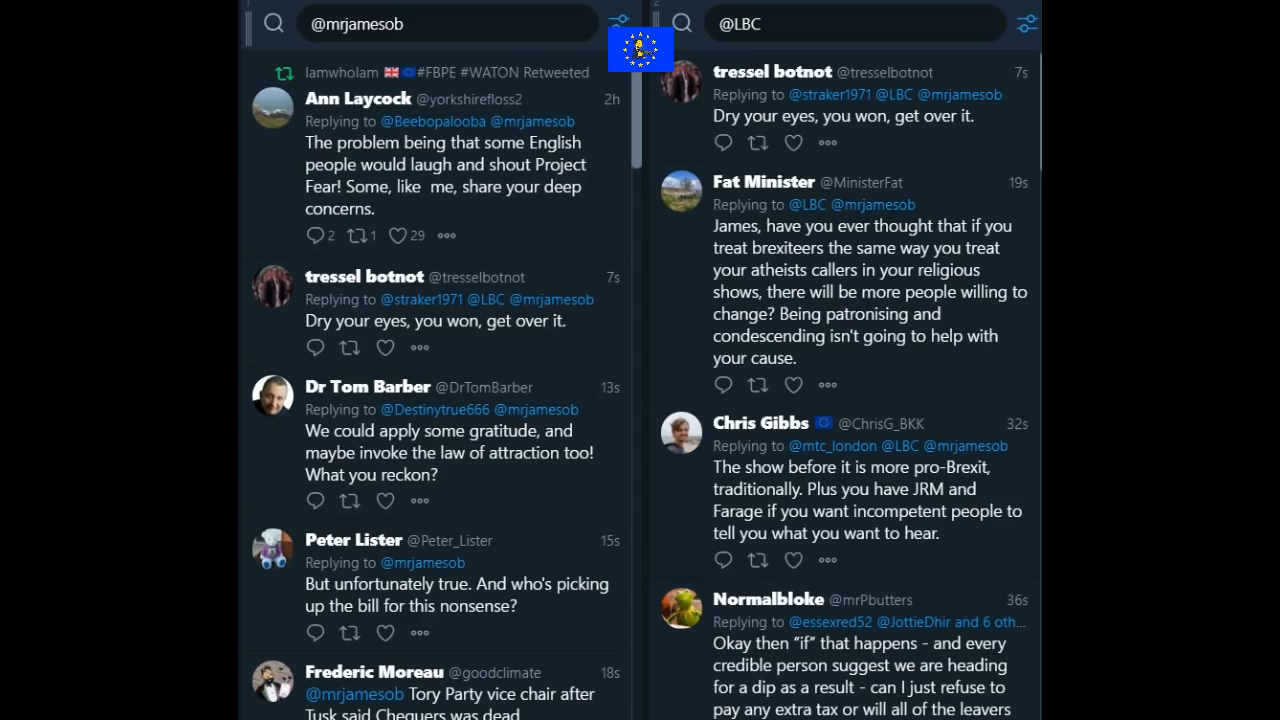 @mrjamesob
Iamwholam 🇬🇧🇪🇺#FBPE #WATON Retweeted
Ann Laycock @yorkshirefloss2 2h
Replying to @Beebopalooba @mrjamesob
The problem being that some English
people would laugh and shout Project
Fear! Some, like  me, share your deep
concerns.
2 1 29
tressel botnot @tresselbotnot 7s
Replying to @straker1971 @LBC @mrjamesob
Dry your eyes, you won, get over it.
Dr Tom Barber @DrTomBarber 13s
Replying to @Destinytrue666 @mrjamesob
We could apply some gratitude, and
maybe invoke the law of attraction too!
What you reckon?
Peter Lister @Peter_Lister 15s
Replying to @mrjamesob
But unfortunately true. And who's picking
up the bill for this nonsense?
Frederic Moreau @goodclimate 18s
@mrjamesob Tory Party vice chair after
Tusk said Chequers was dead
2
@LBC
tressel botnot @tresselbotnot 7s
Replying to @straker1971 @LBC @mrjamesob
Dry your eyes, you won, get over it.
Fat Minister @MinisterFat 19s
Replying to @LBC @mrjamesob
James, have you ever thought that if you
treat brexiteers the same way you treat
your atheists callers in your religious
shows, there will be more people willing to
change? Being patronising and
condescending isn't going to help with
your cause.
Chris Gibbs 🇪🇺 @ChrisG_BKK 32s
Replying to @mtc_london @LBC @mrjamesob
The show before it is more pro-Brexit,
traditionally. Plus you have JRM and
Farage if you want incompetent people to
tell you what you want to hear.
Normalbloke @mrPbutters 36s
Replying to @essexred52 @JottieDhir and 6 oth...
Okay then “if” that happens - and every
credible person suggest we are heading
for a dip as a result - can I just refuse to
pay any extra tax or will all of the leavers